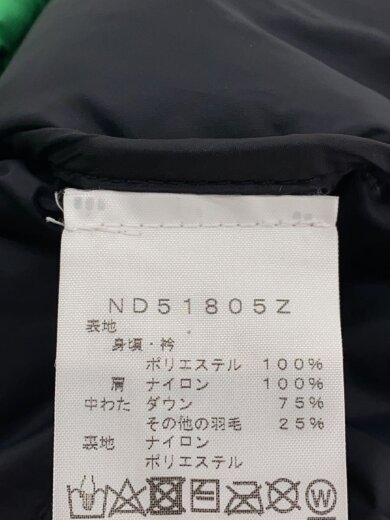 ND51805Z
表地
身頃・衿
ポリエステル 100%
肩 ナイロン 100%
中わた ダウン 75%
その他の羽毛 25%
裏地 ナイロン
ポリエステル
W